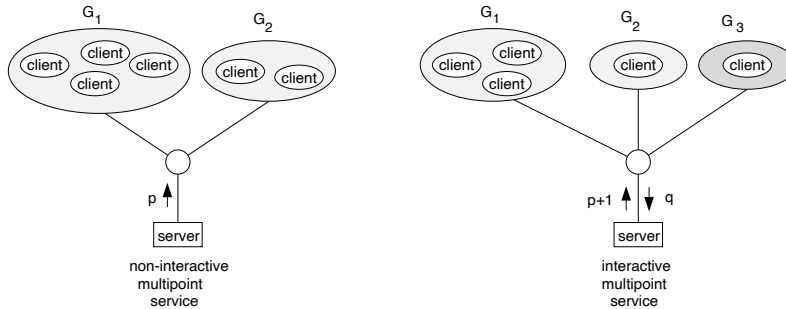 G1
G2
client
client
client
client
client
client
p
server
non-interactive
multipoint
service
G1
G2
G3
client
client
client
client
client
p+1
q
server
interactive
multipoint
service